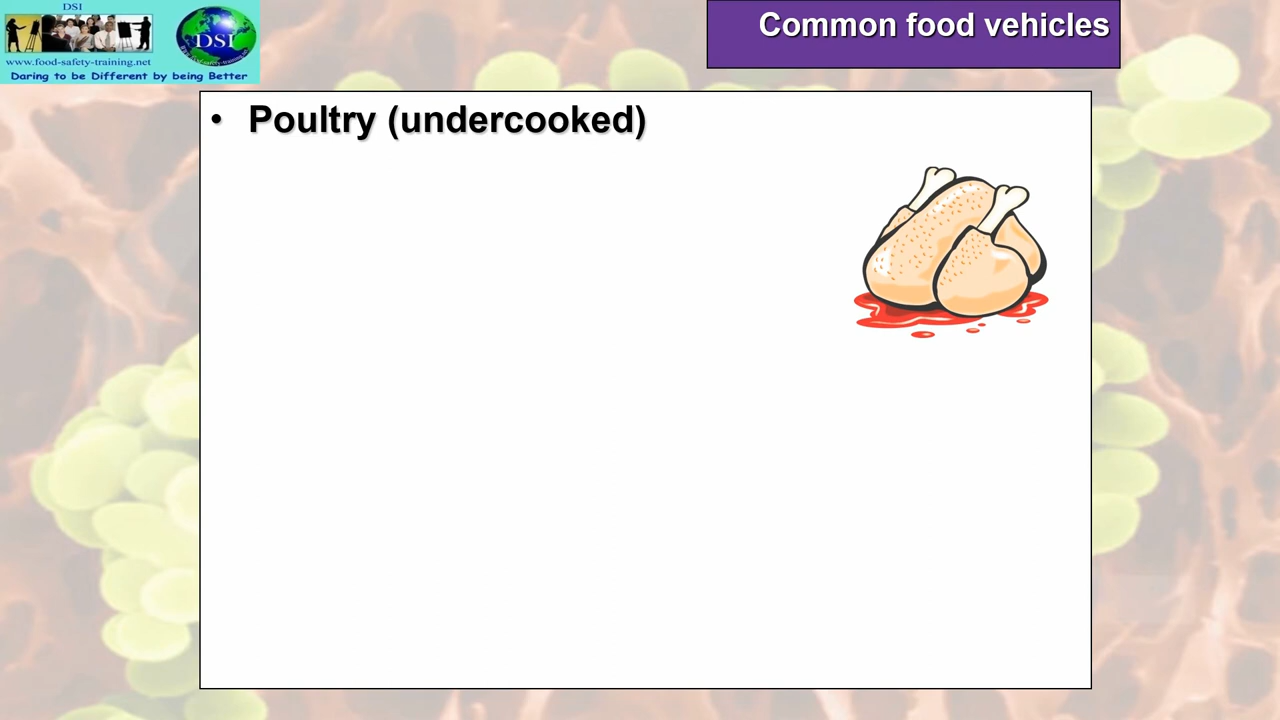 DSI
DSI
www.food-safety-training.net
Daring to be Different by being Better
Common food vehicles
• Poultry (undercooked)